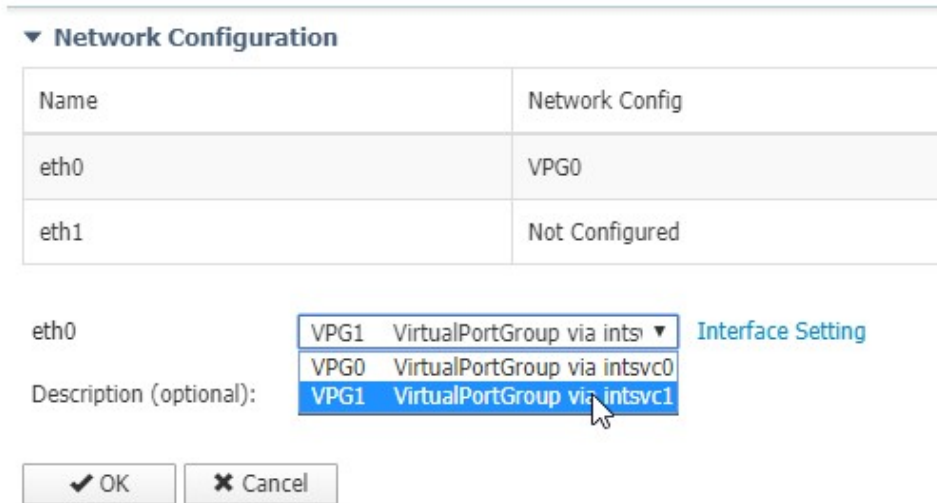 Network Configuration
Name Network Config
eth0 VPG0
eth1 Not Configured
eth0 VPG1 VirtualPortGroup via ints Interface Setting
VPG0 VirtualPortGroup via intsvc0
Description (optional): VPG1 VirtualPortGroup via intsvc1
OK Cancel